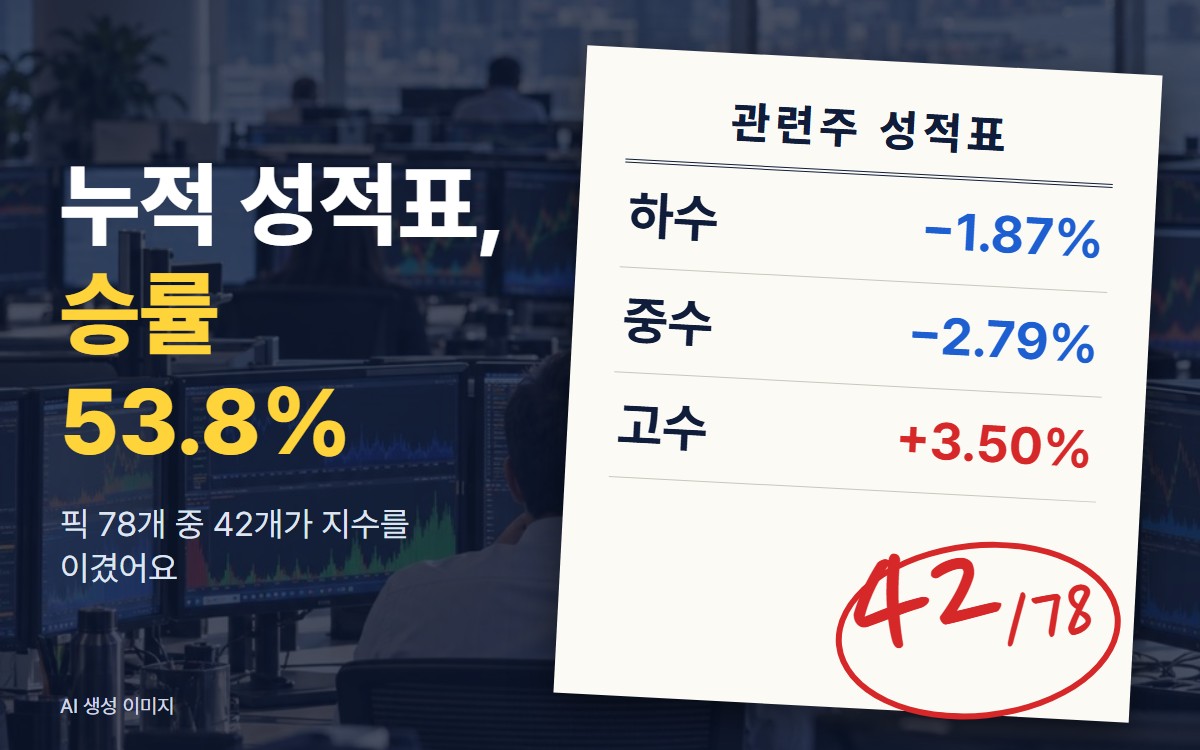 누적 성적표,
승률
53.8%
픽 78개 중 42개가 지수를
이겼어요
AI 생성 이미지
관련주 성적표
하수 −1.87%
중수 −2.79%
고수 +3.50%
42/78